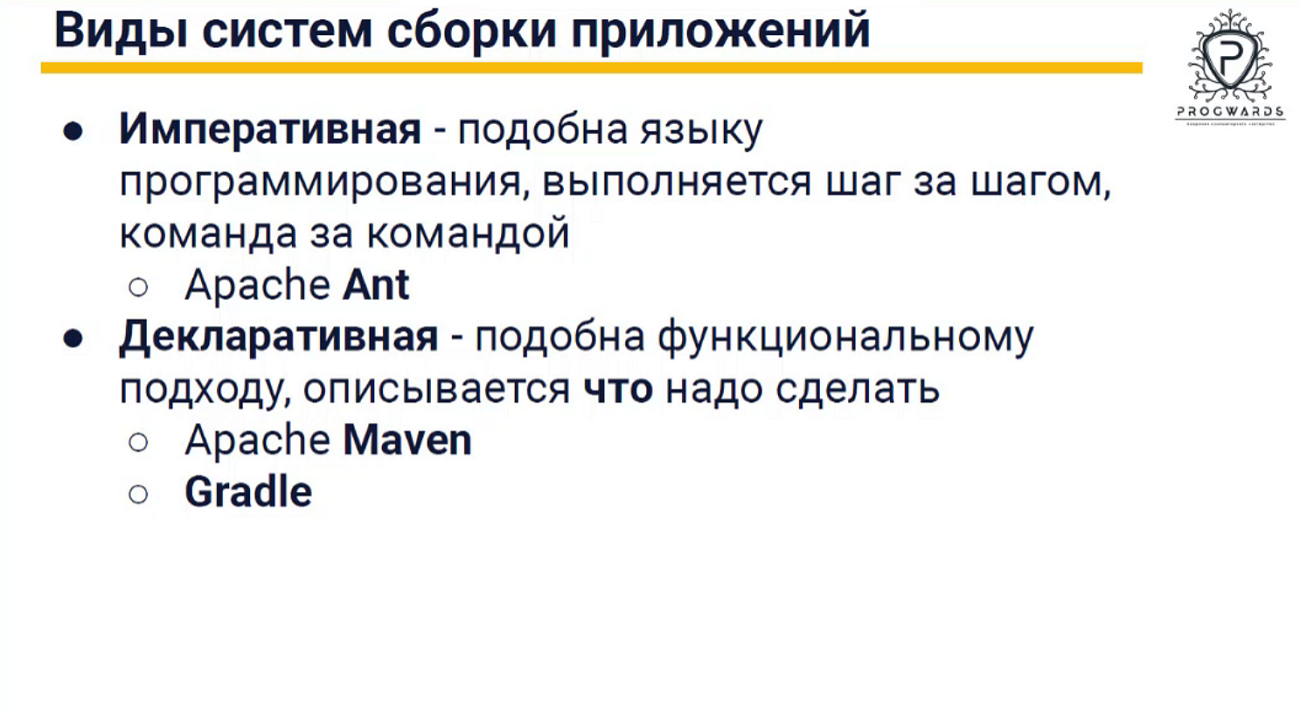 Виды систем сборки приложений
PROGWARDS
● Императивная - подобна языку
программирования, выполняется шаг за шагом,
команда за командой
○ Apache Ant
● Декларативная - подобна функциональному
подходу, описывается что надо сделать
○ Apache Maven
○ Gradle